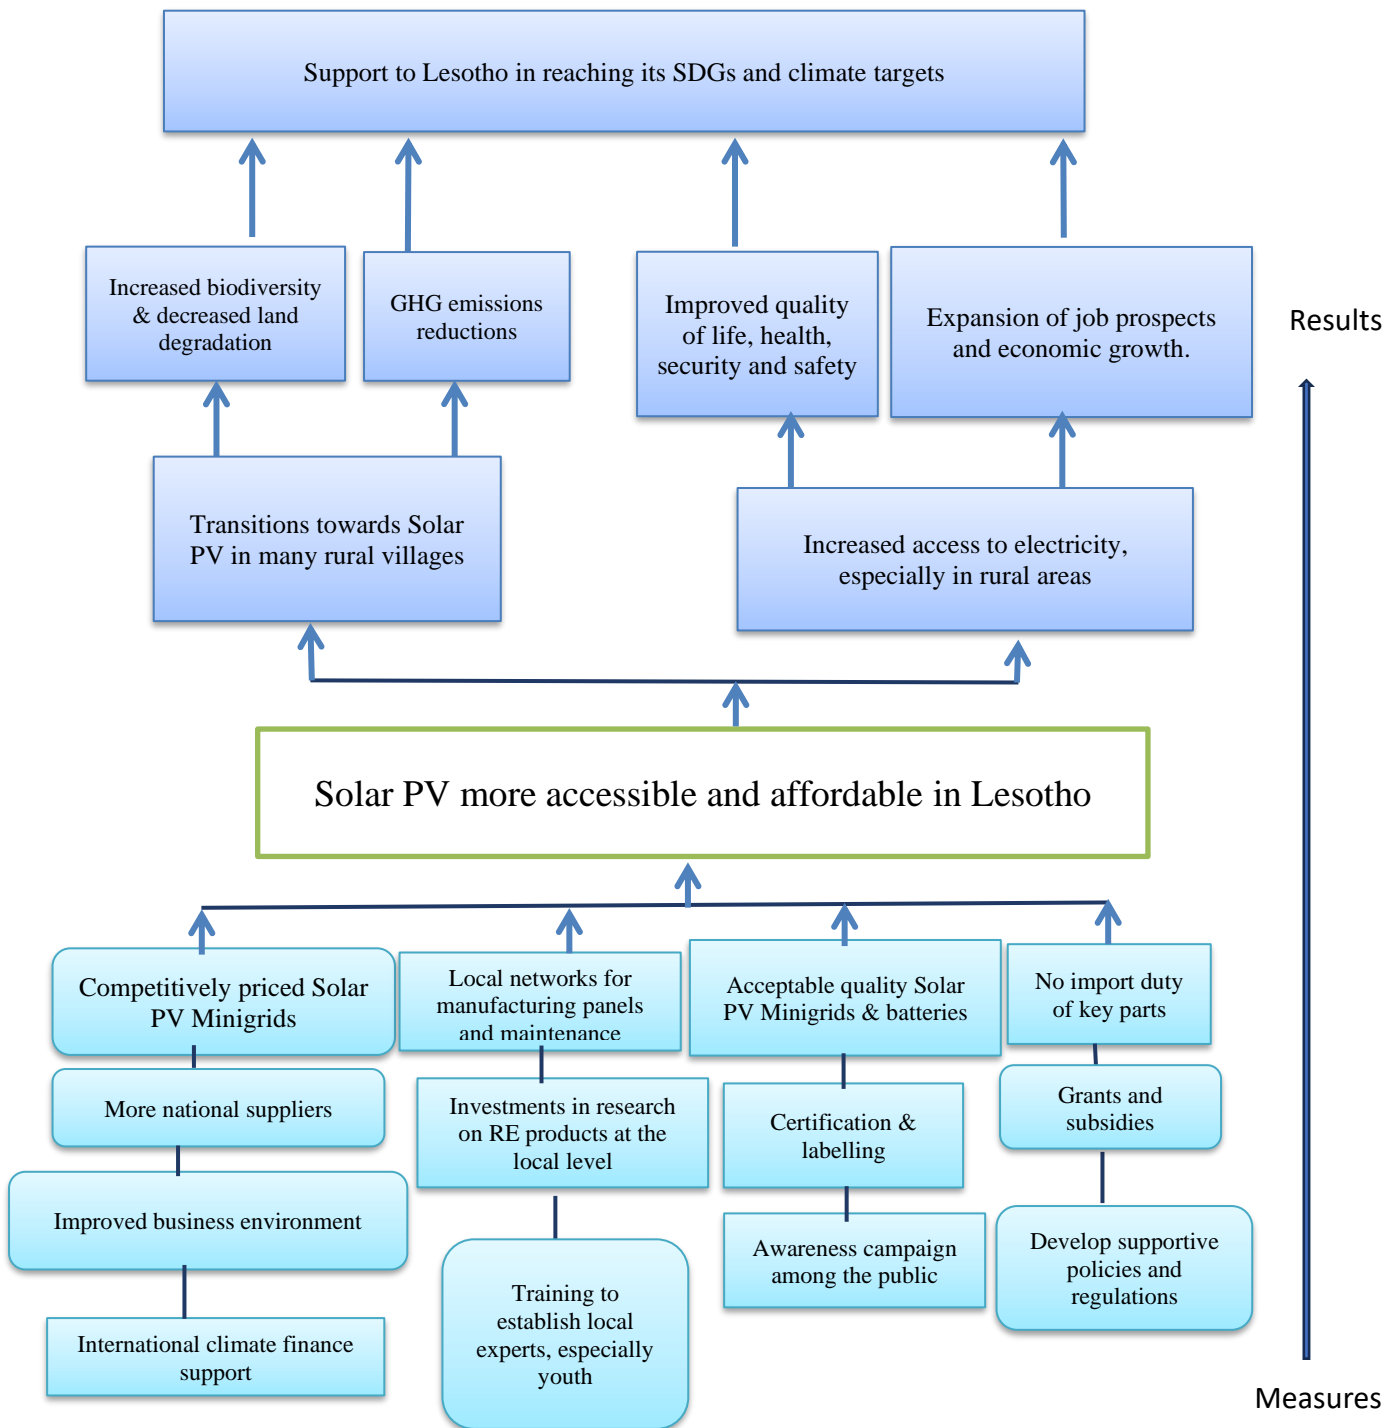 Support to Lesotho in reaching its SDGs and climate targets
Increased biodiversity
& decreased land
degradation
GHG emissions
reductions
Improved quality
of life, health,
security and safety
Expansion of job prospects
and economic growth.
Results
Transitions towards Solar
PV in many rural villages
Increased access to electricity,
especially in rural areas
Solar PV more accessible and affordable in Lesotho
Competitively priced Solar
PV Minigrids
Local networks for
manufacturing panels
and maintenance
Acceptable quality Solar
PV Minigrids & batteries
No import duty
of key parts
More national suppliers
Investments in research
on RE products at the
local level
Certification &
labelling
Grants and
subsidies
Improved business environment
Training to
establish local
experts, especially
youth
Awareness campaign
among the public
Develop supportive
policies and
regulations
International climate finance
support
Measures